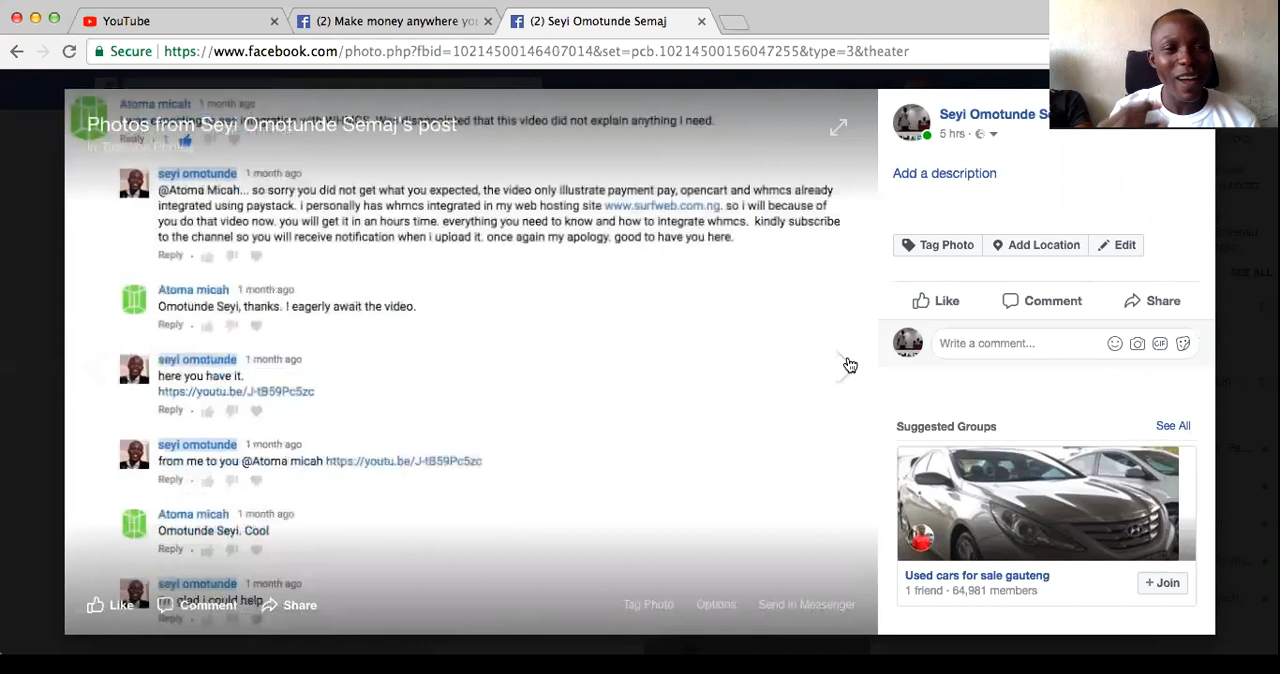 YouTube
(2) Make money anywhere yo
(2) Seyi Omotunde Semaj
Secure
https://www.facebook.com/photo.php?fbid=10214500146407014&set=pcb.10214500156047255&type=3&theater
Atoma micah 1 month ago
disappointed that this video did not explain anything I need.
Photos from Seyi Omotunde Semaj's post
Reply
seyi omotunde 1 month ago
@Atoma Micah... so sorry you did not get what you expected, the video only illustrate payment pay, opencart and whmcs already
integrated using paystack. i personally has whmcs integrated in my web hosting site www.surfweb.com.ng. so i will because of
you do that video now. you will get it in an hours time. everything you need to know and how to integrate whmcs. kindly subscribe
to the channel so you will receive notification when i upload it. once again my apology. good to have you here.
Reply
Atoma micah 1 month ago
Omotunde Seyi, thanks. I eagerly await the video.
Reply
seyi omotunde 1 month ago
here you have it.
https://youtu.be/J-tB59Pc5zc
Reply
seyi omotunde 1 month ago
from me to you @Atoma micah https://youtu.be/J-tB59Pc5zc
Reply
Atoma micah 1 month ago
Omotunde Seyi. Cool
Reply
seyi omotunde 1 month ago
glad i could help
Like Comment Share
Tag Photo Options Send in Messenger
Reply
Seyi Omotunde Se
5 hrs
Add a description
Tag Photo Add Location Edit
Like Comment Share
Write a comment...
GIF
Suggested Groups See All
Used cars for sale gauteng
1 friend · 64,981 members
+ Join
SEE ALL